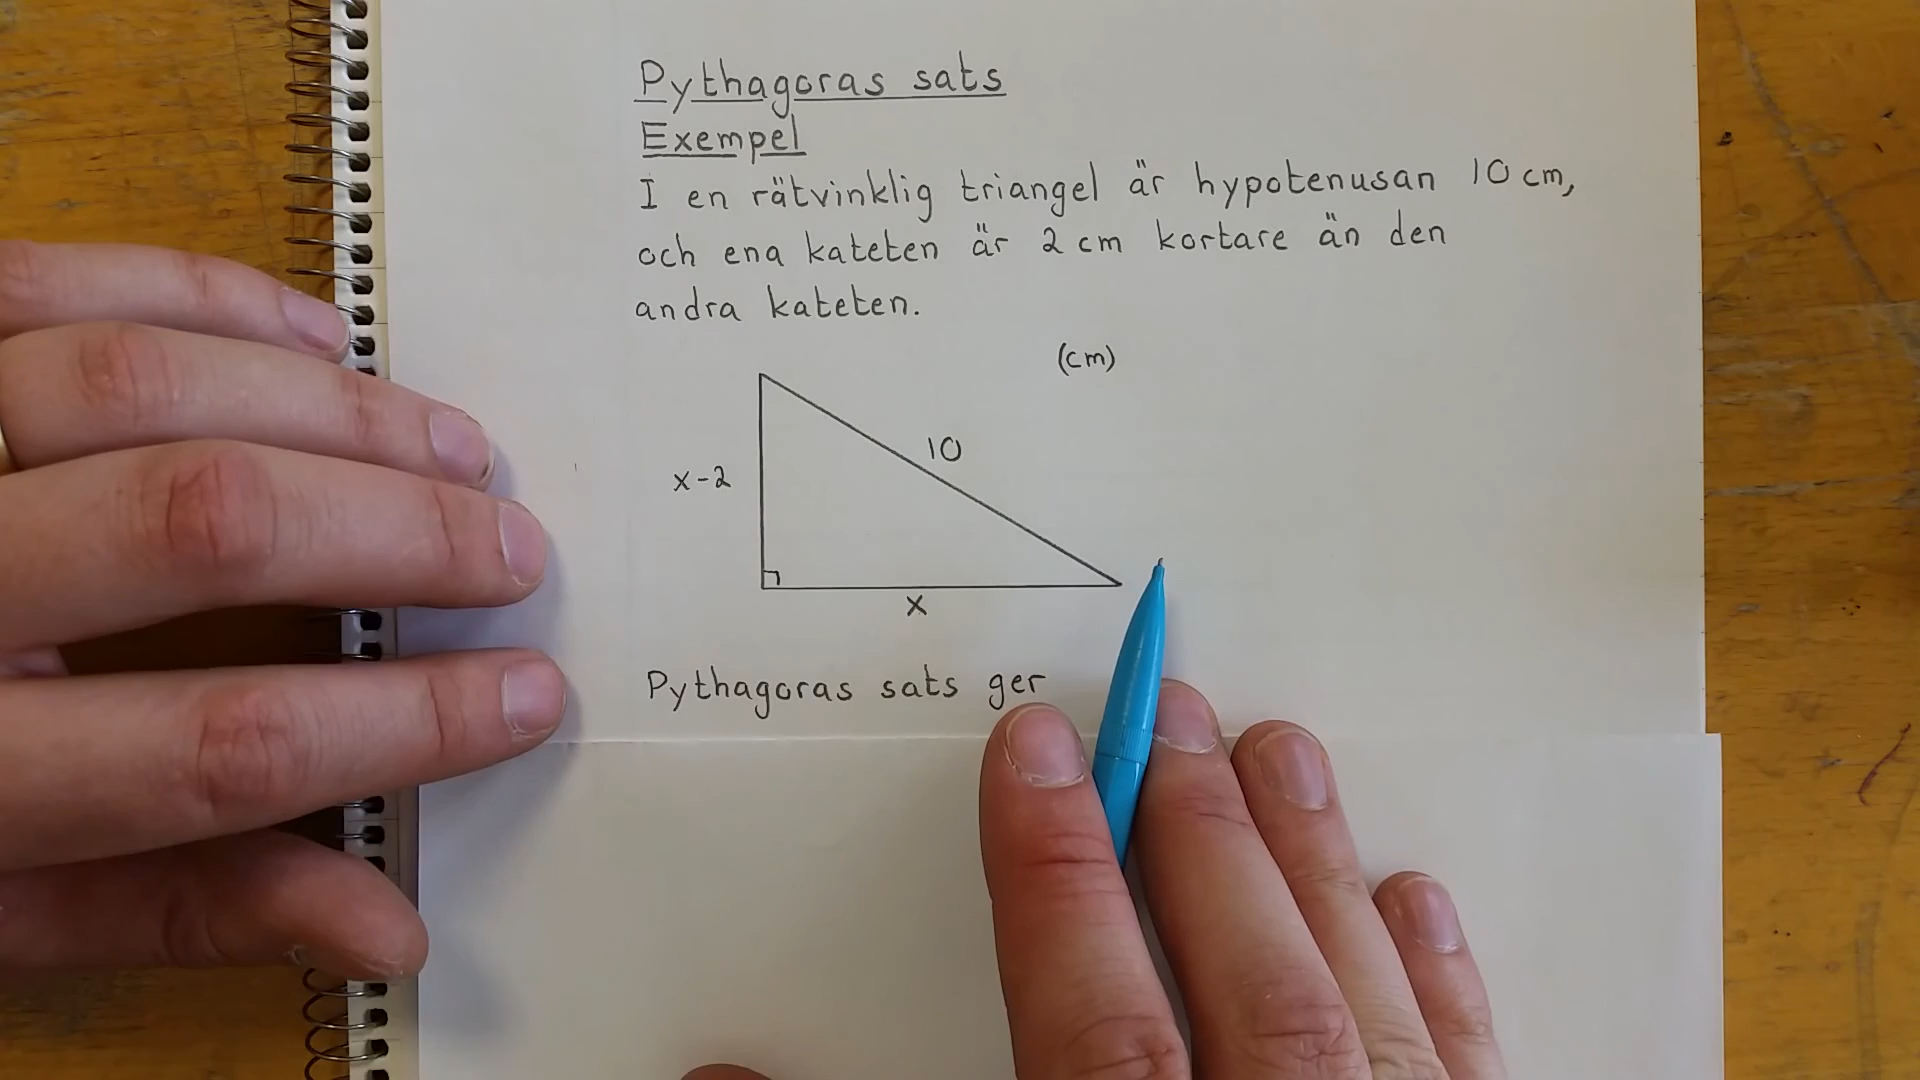 Pythagoras sats
Exempel
I en rätvinklig triangel är hypotenusan 10 cm,
och ena kateten är 2 cm kortare än den
andra kateten.
(cm)
10
x-2
x
Pythagoras sats ger